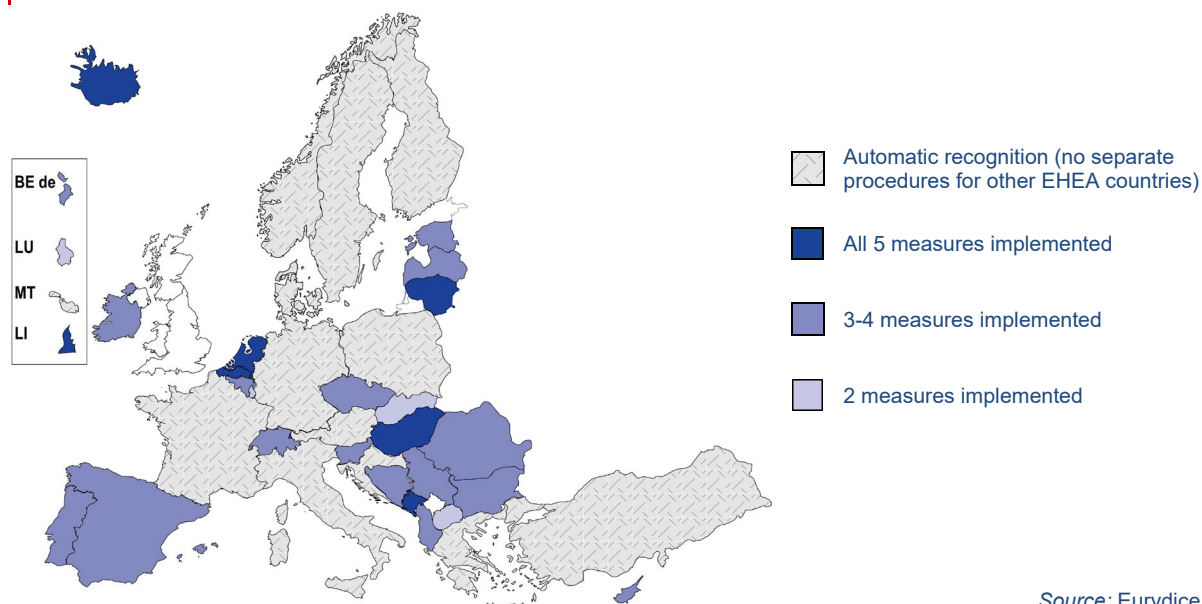 BE de
LU
MT
LI
Automatic recognition (no separate
procedures for other EHEA countries)
All 5 measures implemented
3-4 measures implemented
2 measures implemented
Source: Eurydice